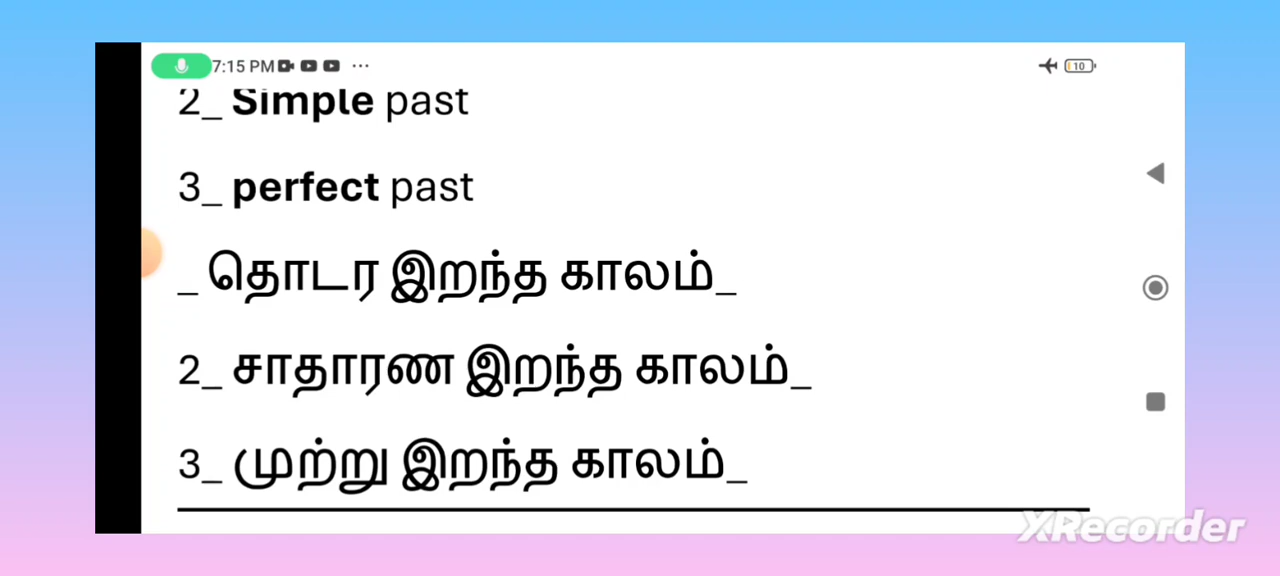 7:15 PM ...
10
2_ Simple past
3_ perfect past
_ தொடர இறந்த காலம்_
2_ சாதாரண இறந்த காலம்_
3_ முற்று இறந்த காலம்_
XRecorder